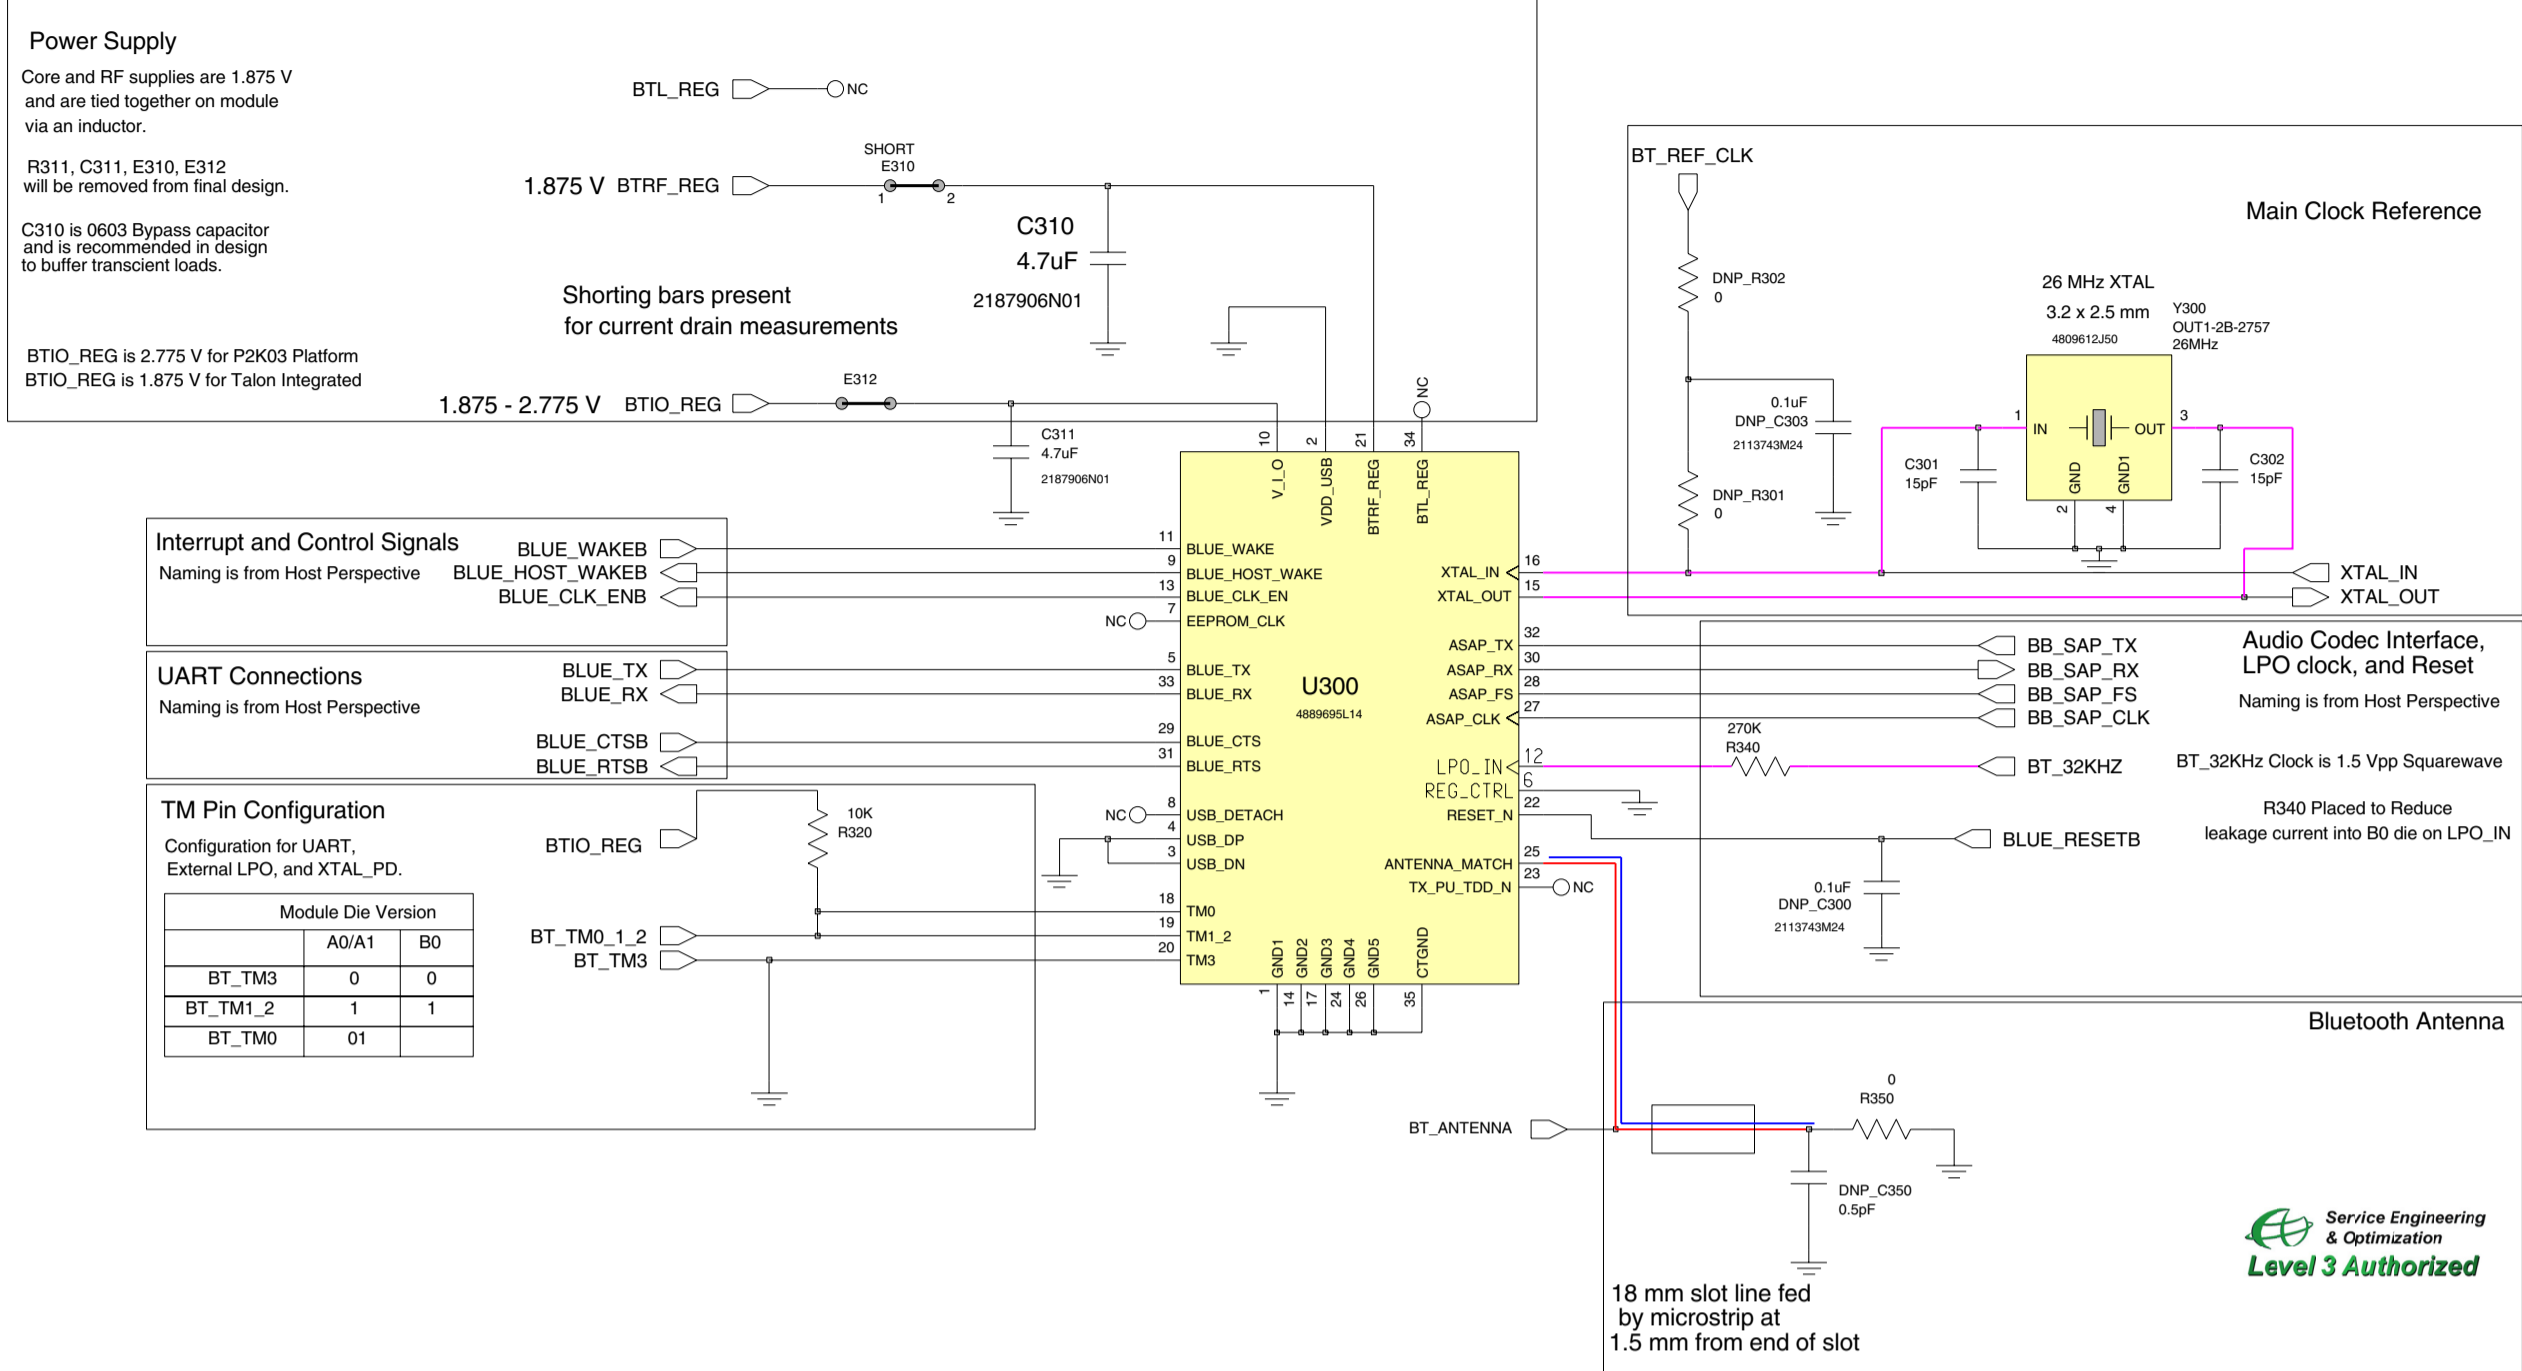 Power Supply
Core and RF supplies are 1.875 V
and are tied together on module
via an inductor.
R311, C311, E310, E312
will be removed from final design.
C310 is 0603 Bypass capacitor
and is recommended in design
to buffer transcient loads.
BTIO_REG is 2.775 V for P2K03 Platform
BTIO_REG is 1.875 V for Talon Integrated
BTL_REG
NC
SHORT
E310
1.875 V BTRF_REG
1
2
C310
4.7uF
2187906N01
Shorting bars present
for current drain measurements
E312
1.875 - 2.775 V BTIO_REG
C311
4.7uF
2187906N01
NC
10
2
21
34
V_I_O
VDD_USB
BTRF_REG
BTL_REG
BT_REF_CLK
Main Clock Reference
DNP_R302
0
26 MHz XTAL
3.2 x 2.5 mm
4809612J50
Y300
OUT1-2B-2757
26MHz
0.1uF
DNP_C303
2113743M24
1
IN
OUT
3
GND
GND1
2
4
C301
15pF
C302
15pF
DNP_R301
0
XTAL_IN
XTAL_OUT
Interrupt and Control Signals
Naming is from Host Perspective
BLUE_WAKEB
BLUE_HOST_WAKEB
BLUE_CLK_ENB
11
BLUE_WAKE
9
BLUE_HOST_WAKE
13
BLUE_CLK_EN
7
NC
EEPROM_CLK
UART Connections
Naming is from Host Perspective
BLUE_TX
BLUE_RX
BLUE_CTSB
BLUE_RTSB
5
BLUE_TX
33
BLUE_RX
29
BLUE_CTS
31
BLUE_RTS
U300
4889695L14
16
XTAL_IN
15
XTAL_OUT
32
ASAP_TX
30
ASAP_RX
28
ASAP_FS
27
ASAP_CLK
12
LPO_IN
6
REG_CTRL
22
RESET_N
25
ANTENNA_MATCH
23
TX_PU_TDD_N
NC
270K
R340
BB_SAP_TX
BB_SAP_RX
BB_SAP_FS
BB_SAP_CLK
BT_32KHZ
BLUE_RESETB
Audio Codec Interface,
LPO clock, and Reset
Naming is from Host Perspective
BT_32KHz Clock is 1.5 Vpp Squarewave
R340 Placed to Reduce
leakage current into B0 die on LPO_IN
0.1uF
DNP_C300
2113743M24
TM Pin Configuration
Configuration for UART,
External LPO, and XTAL_PD.
Module Die Version
A0/A1 B0
BT_TM3 0 0
BT_TM1_2 1 1
BT_TM0 01
BTIO_REG
10K
R320
BT_TM0_1_2
BT_TM3
8
NC
USB_DETACH
4
USB_DP
3
USB_DN
18
TM0
19
TM1_2
20
TM3
GND1
GND2
GND3
GND4
GND5
CTGND
1
14
17
24
26
35
Bluetooth Antenna
BT_ANTENNA
0
R350
DNP_C350
0.5pF
18 mm slot line fed
by microstrip at
1.5 mm from end of slot
Service Engineering
& Optimization
Level 3 Authorized